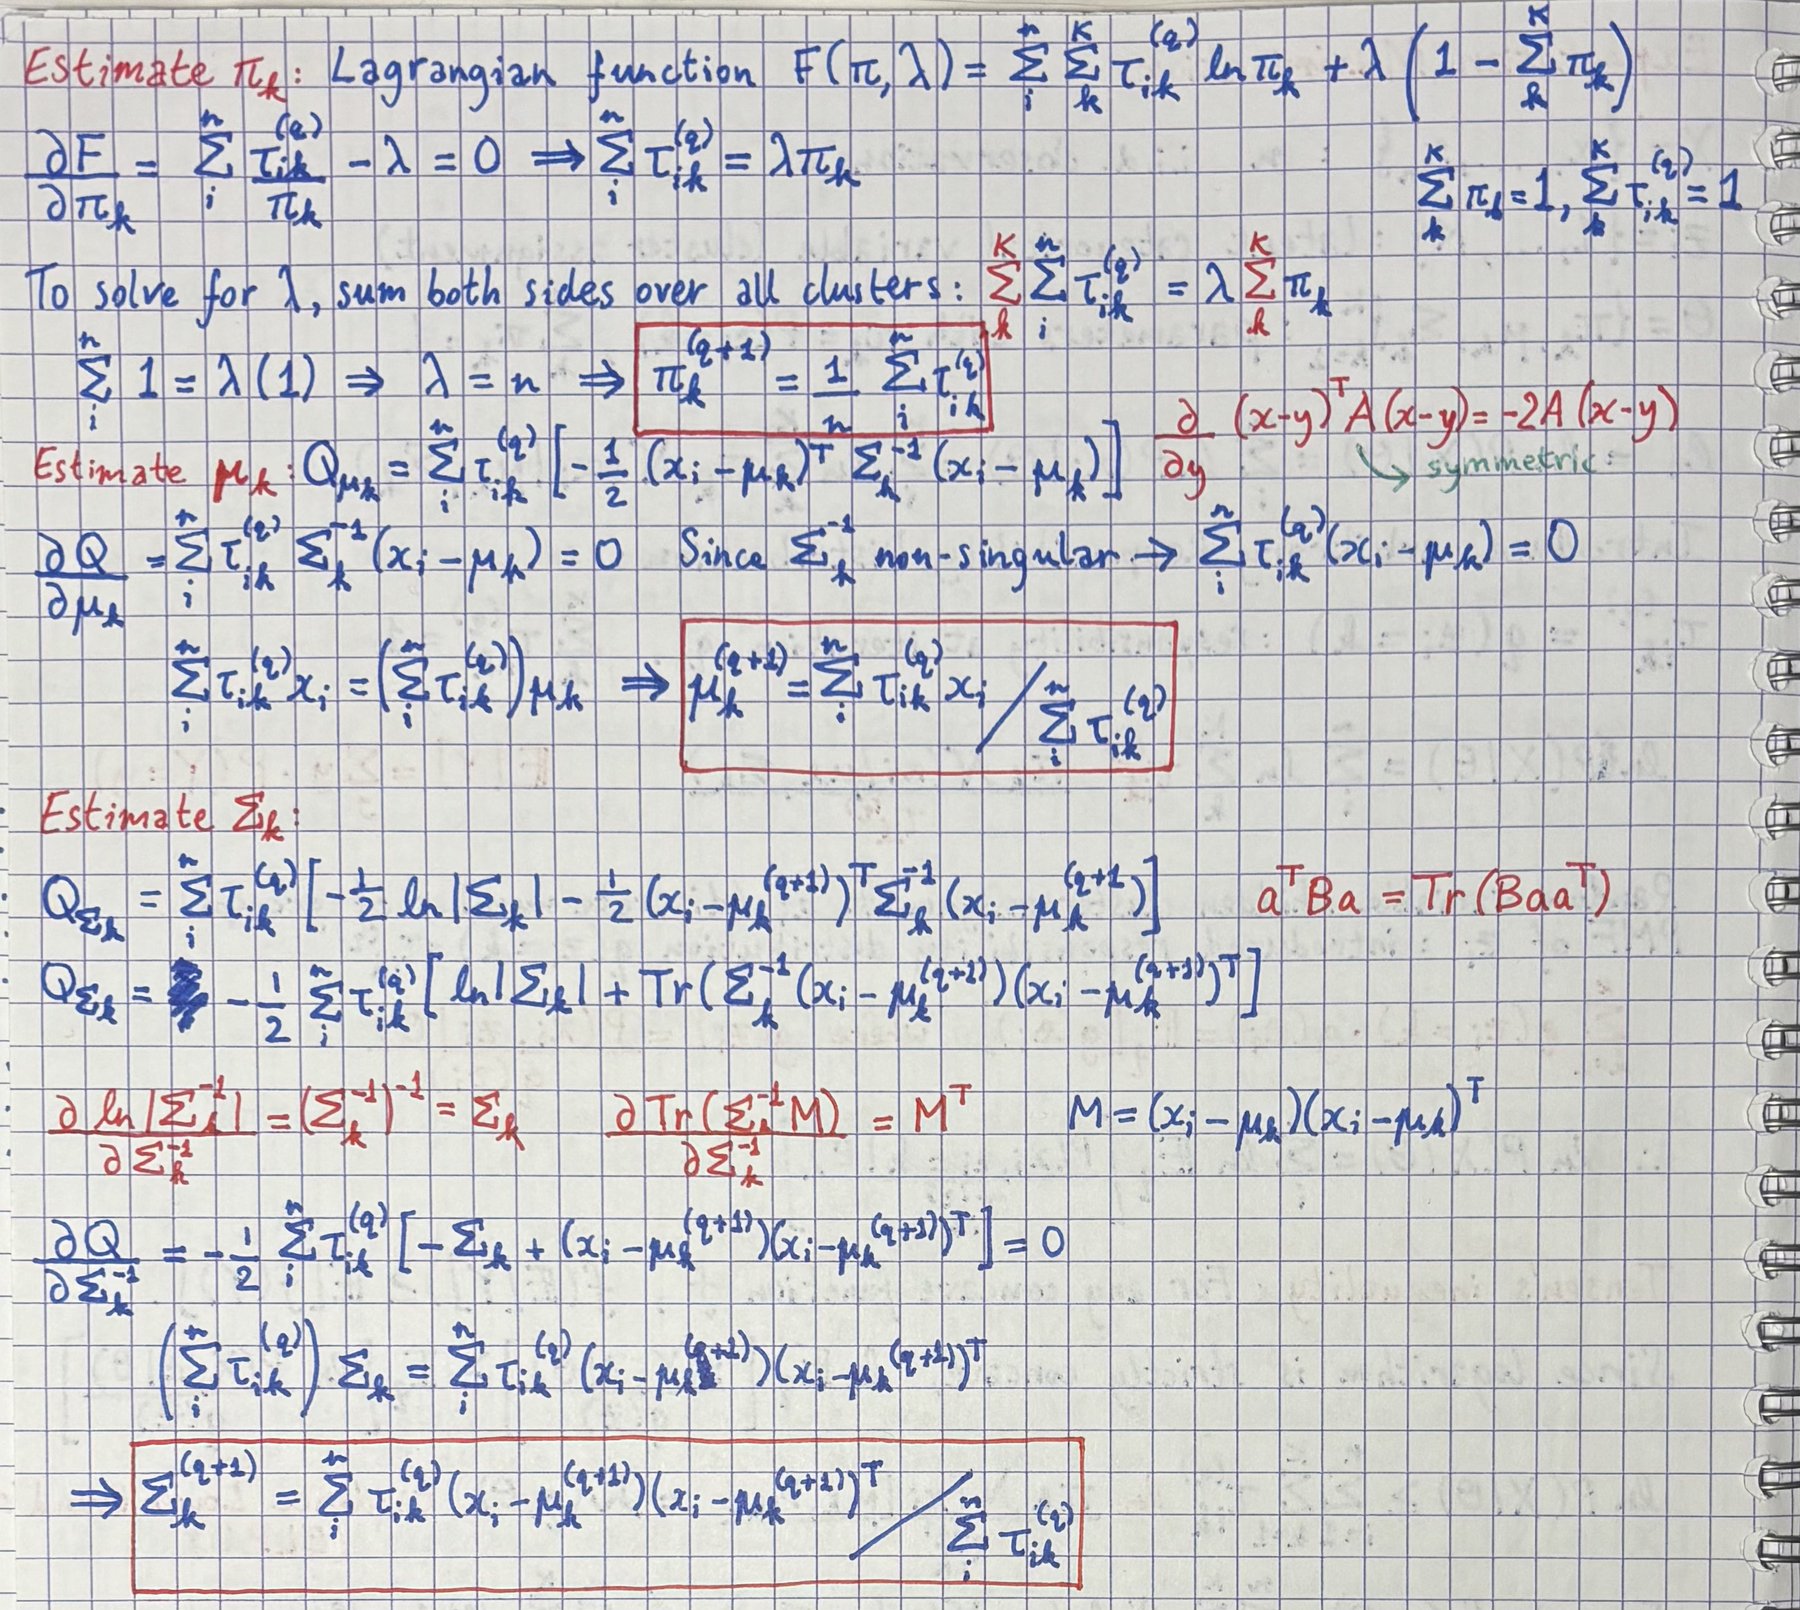 Estimate π_k: Lagrangian function F(π, λ) = Σ_i^n Σ_k^K τ_ik^(q) ln π_k + λ (1 − Σ_k^K π_k)
∂F/∂π_k = Σ_i^n τ_ik^(q)/π_k − λ = 0 ⇒ Σ_i^n τ_ik^(q) = λπ_k
Σ_k^K π_k = 1, Σ_k^K τ_ik^(q) = 1
To solve for λ, sum both sides over all clusters: Σ_k^K Σ_i^n τ_ik^(q) = λ Σ_k^K π_k
Σ_i^n 1 = λ(1) ⇒ λ = n ⇒ π_k^(q+1) = 1/n Σ_i^n τ_ik^(q)
∂/∂y (x−y)^T A (x−y) = −2A (x−y)
symmetric
Estimate μ_k: Q_μ_k = Σ_i^n τ_ik^(q) [−1/2 (x_i − μ_k)^T Σ_k^-1 (x_i − μ_k)]
∂Q/∂μ_k = Σ_i^n τ_ik^(q) Σ_k^-1 (x_i − μ_k) = 0 Since Σ_k^-1 non-singular → Σ_i^n τ_ik^(q) (x_i − μ_k) = 0
Σ_i^n τ_ik^(q) x_i = (Σ_i^n τ_ik^(q)) μ_k ⇒ μ_k^(q+1) = Σ_i^n τ_ik^(q) x_i / Σ_i^n τ_ik^(q)
Estimate Σ_k:
Q_Σ_k = Σ_i^n τ_ik^(q) [−1/2 ln|Σ_k| − 1/2 (x_i − μ_k^(q+1))^T Σ_k^-1 (x_i − μ_k^(q+1)] a^T Ba = Tr(Baa^T)
Q_Σ_k = −1/2 Σ_i^n τ_ik^(q) [ln|Σ_k| + Tr(Σ_k^-1 (x_i − μ_k^(q+1))(x_i − μ_k^(q+1))^T]
∂ ln|Σ_k^-1|/∂Σ_k^-1 = (Σ_k^-1)^-1 = Σ_k ∂Tr(Σ_k^-1 M)/∂Σ_k^-1 = M^T M = (x_i − μ_k)(x_i − μ_k)^T
∂Q/∂Σ_k^-1 = −1/2 Σ_i^n τ_ik^(q) [−Σ_k + (x_i − μ_k^(q+1))(x_i − μ_k^(q+1))^T] = 0
(Σ_i^n τ_ik^(q)) Σ_k = Σ_i^n τ_ik^(q) (x_i − μ_k^(q+1))(x_i − μ_k^(q+1))^T
⇒ Σ_k^(q+1) = Σ_i^n τ_ik^(q) (x_i − μ_k^(q+1))(x_i − μ_k^(q+1))^T / Σ_i^n τ_ik^(q)